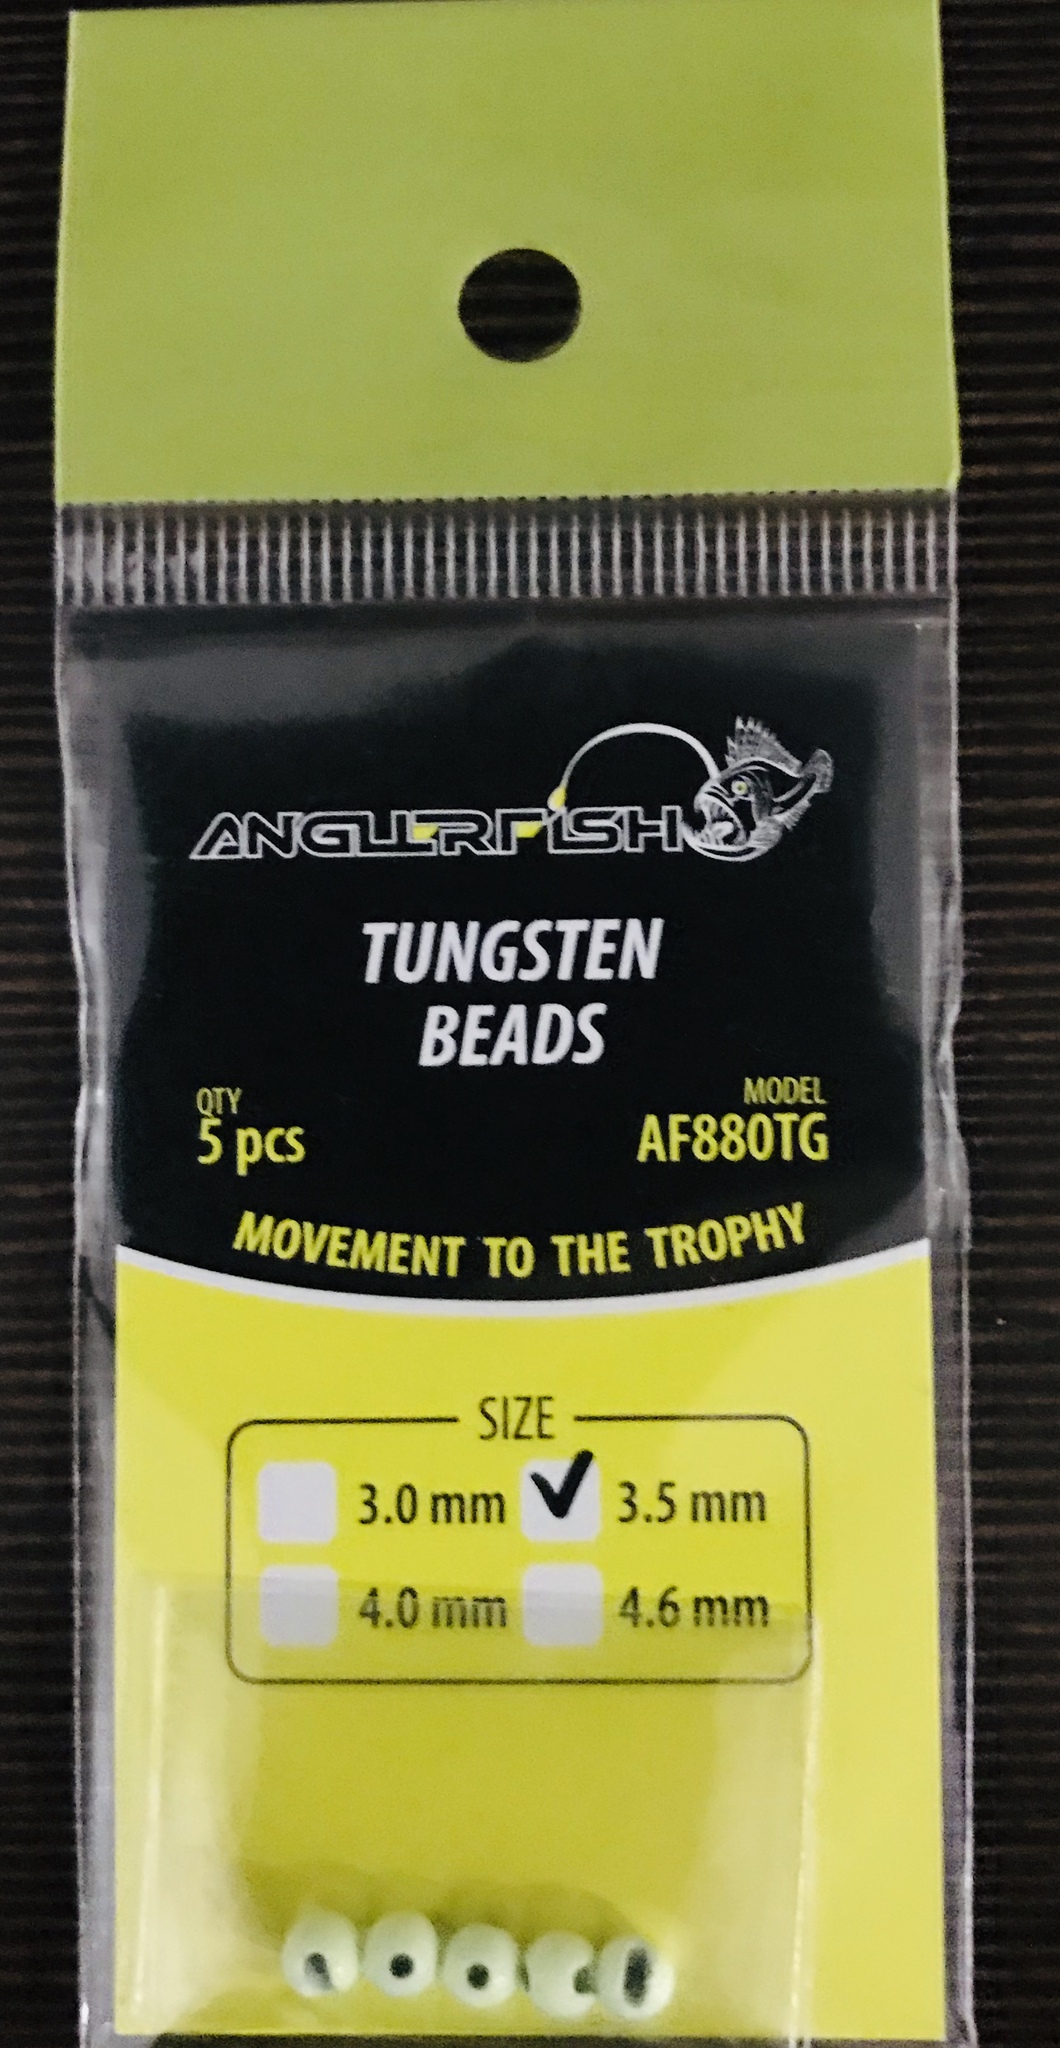 ANGLERFISH
TUNGSTEN
BEADS
QTY
5 pcs
MODEL
AF880TG
MOVEMENT TO THE TROPHY
SIZE
3.0 mm 3.5 mm
4.0 mm 4.6 mm